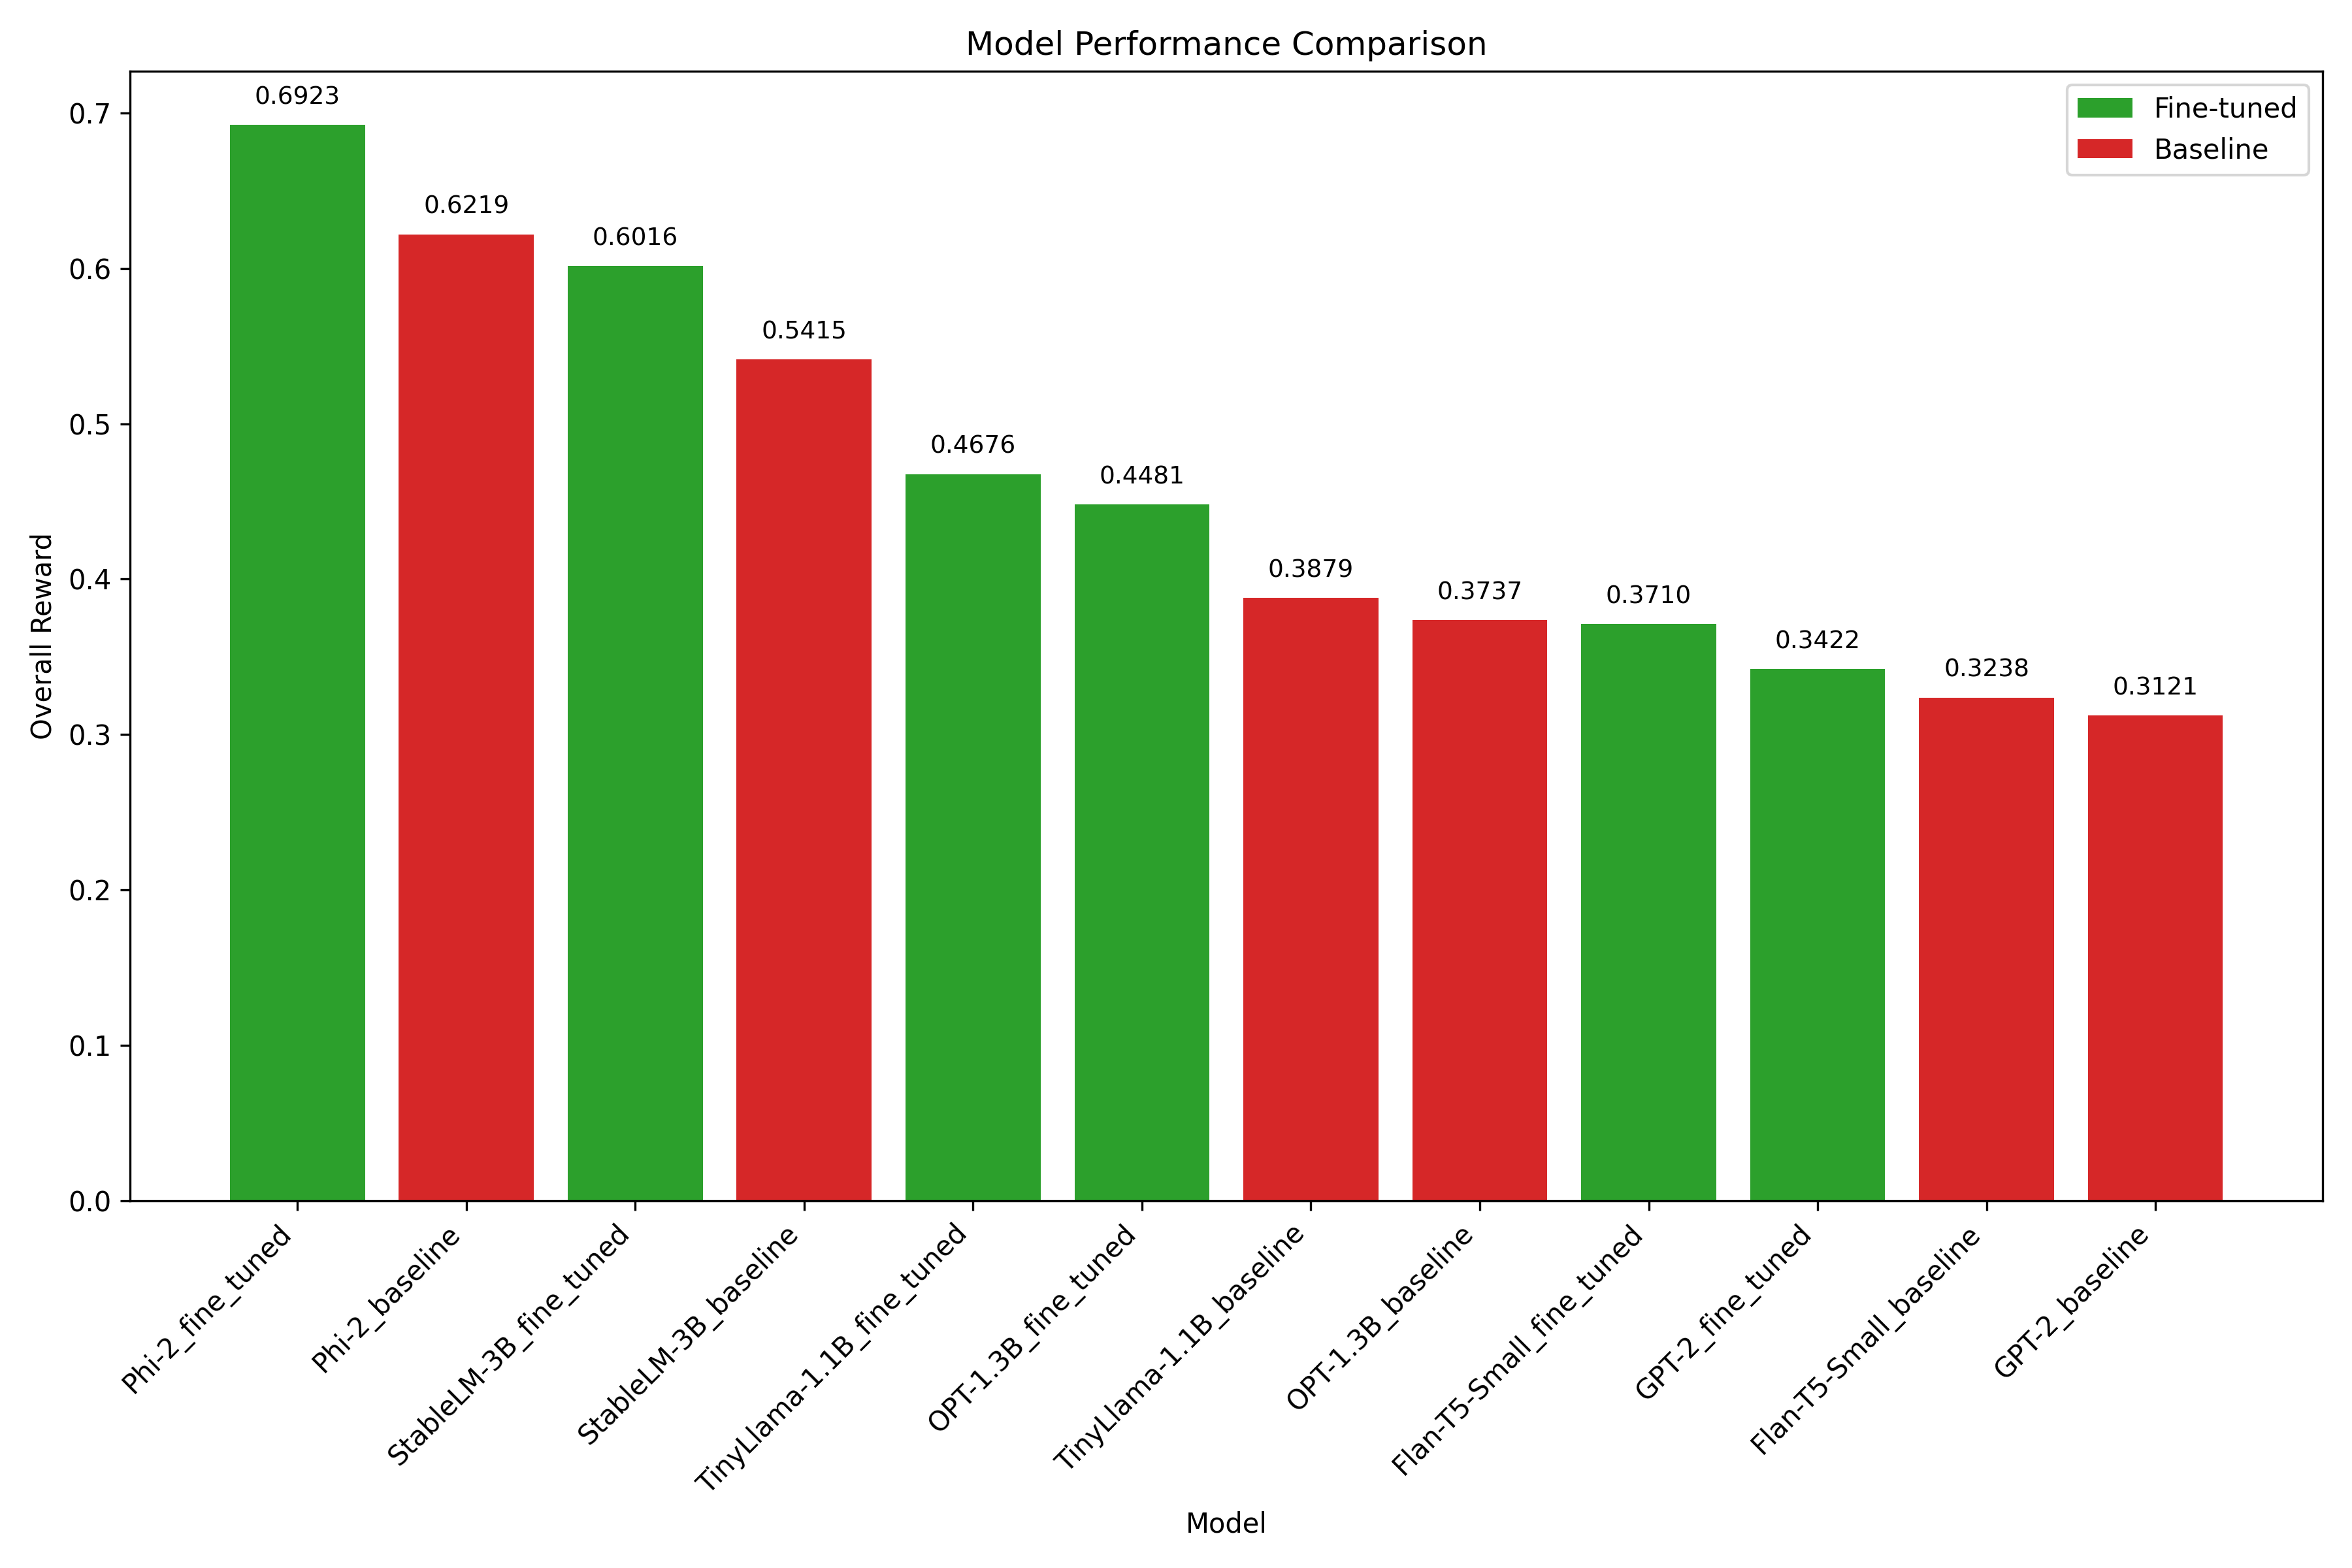 Model Performance Comparison
Fine-tuned
Baseline
0.6923
0.6219
0.6016
0.5415
0.4676
0.4481
0.3879
0.3737
0.3710
0.3422
0.3238
0.3121
Overall Reward
0.7
0.6
0.5
0.4
0.3
0.2
0.1
0.0
Phi-2_fine_tuned
Phi-2_baseline
StableLM-3B_fine_tuned
StableLM-3B_baseline
TinyLlama-1.1B_fine_tuned
OPT-1.3B_fine_tuned
TinyLlama-1.1B_baseline
OPT-1.3B_baseline
Flan-T5-Small_fine_tuned
GPT-2_fine_tuned
Flan-T5-Small_baseline
GPT-2_baseline
Model